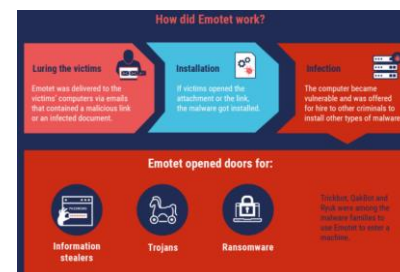 How did Emotet work?
Luring the victims
Emotet was delivered to the
victims' computers via emails
that contained a malicious link
or an infected document.
Installation
If victims opened the
attachment or the link,
the malware got installed.
Infection
The computer became
vulnerable and was offered
for hire to other criminals to
install other types of malware
Emotet opened doors for:
Information
stealers
Trojans
Ransomware
Trickbot, QakBot and
Ryuk were among the
malware families to
use Emotet to enter a
machine.